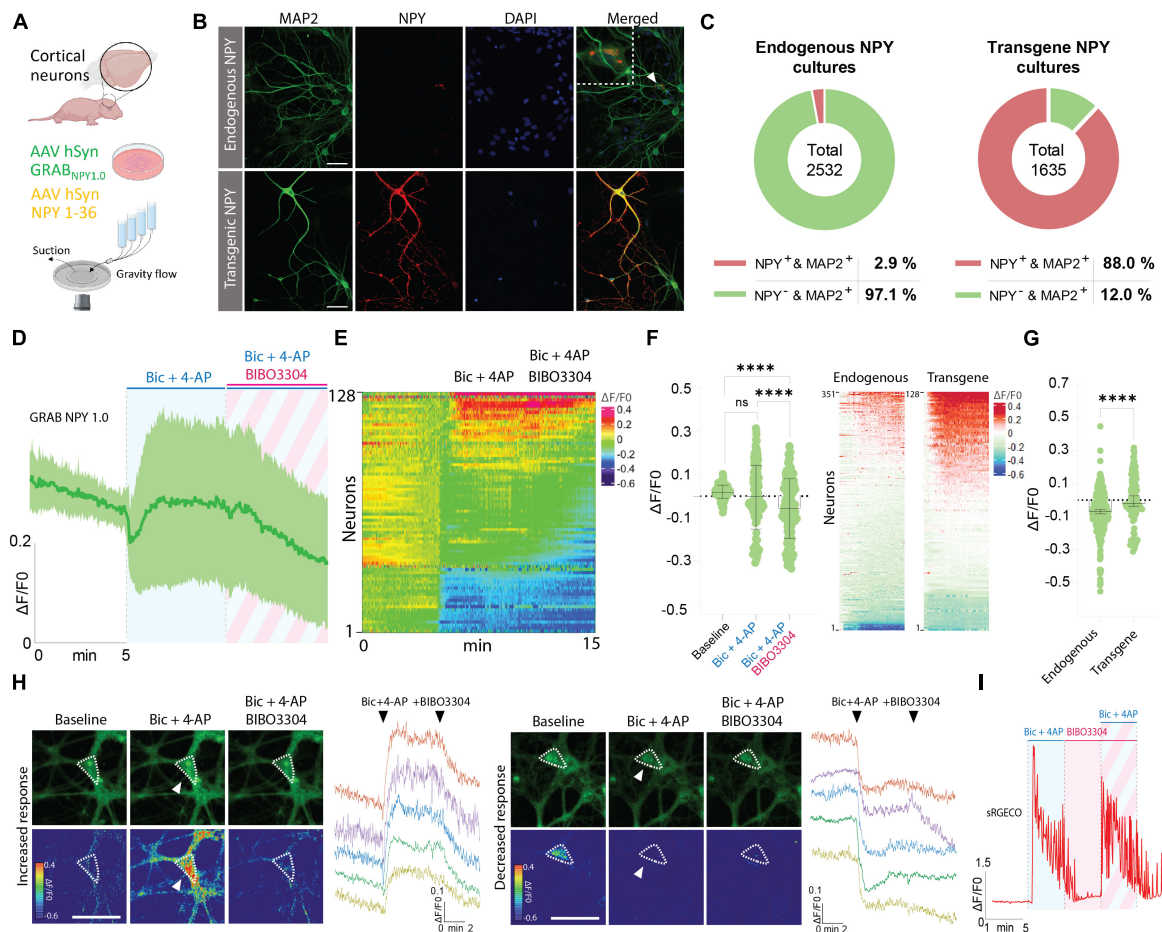 A
Cortical
neurons
AAV hSyn
GRABNPY1.0
AAV hSyn
NPY 1-36
Suction
Gravity flow
B
MAP2
NPY
DAPI
Merged
Endogenous NPY
Transgenic NPY
C
Endogenous NPY
cultures
Total
2532
NPY+ & MAP2+ 2.9 %
NPY- & MAP2+ 97.1 %
Transgene NPY
cultures
Total
1635
NPY+ & MAP2+ 88.0 %
NPY- & MAP2+ 12.0 %
D
Bic + 4-AP
Bic + 4-AP
BIBO3304
GRAB NPY 1.0
0.2
ΔF/F0
0
0 min 5
E
Bic + 4AP
Bic + 4AP
BIBO3304
128
Neurons
1
0 min 15
ΔF/F0
0.4
0.2
0
-0.2
-0.4
-0.6
F
****
****
ns
0.5
0.3
0.1
-0.1
-0.3
-0.5
ΔF/F0
Baseline
Bic + 4-AP
Bic + 4-AP
BIBO3304
Endogenous
Transgene
351
128
Neurons
1
1
ΔF/F0
0.4
0.2
0
-0.2
-0.4
-0.6
G
****
0.7
0.5
0.3
0.1
-0.1
-0.3
-0.5
ΔF/F0
Endogenous
Transgene
H
Baseline
Bic + 4-AP
Bic + 4-AP
BIBO3304
Increased response
0.4
ΔF/F0
-0.6
Bic+4-AP +BIBO3304
0.1
ΔF/F0
0 min 2
Baseline
Bic + 4-AP
Bic + 4-AP
BIBO3304
Decreased response
0.4
ΔF/F0
-0.6
Bic+4-AP +BIBO3304
0.1
ΔF/F0
0 min 2
I
Bic + 4-AP
Bic + 4AP
BIBO3304
sRGECO
1.5
ΔF/F0
0
1 min 5